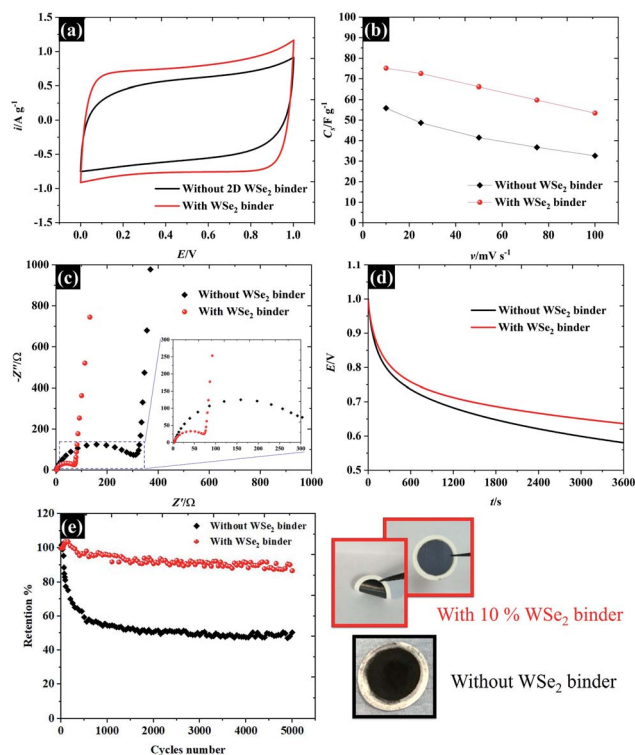 (a)
1.5
1.0
0.5
0.0
-0.5
-1.0
-1.5
i/A g⁻¹
Without 2D WSe₂ binder
With WSe₂ binder
0.0 0.2 0.4 0.6 0.8 1.0
E/V
(b)
100
90
80
70
60
50
40
30
20
10
0
Cₛ/F g⁻¹
Without WSe₂ binder
With WSe₂ binder
0 20 40 60 80 100
ν/mV s⁻¹
(c)
1000
800
600
400
200
0
-Z''/Ω
Without WSe₂ binder
With WSe₂ binder
300
250
200
150
100
50
0
0 50 100 150 200 250 300
0 200 400 600 800 1000
Z'/Ω
(d)
1.0
0.9
0.8
0.7
0.6
0.5
E/V
Without WSe₂ binder
With WSe₂ binder
0 600 1200 1800 2400 3000 3600
t/s
(e)
120
100
80
60
40
20
0
Retention %
Without WSe₂ binder
With WSe₂ binder
0 1000 2000 3000 4000 5000
Cycles number
With 10 % WSe₂ binder
Without WSe₂ binder